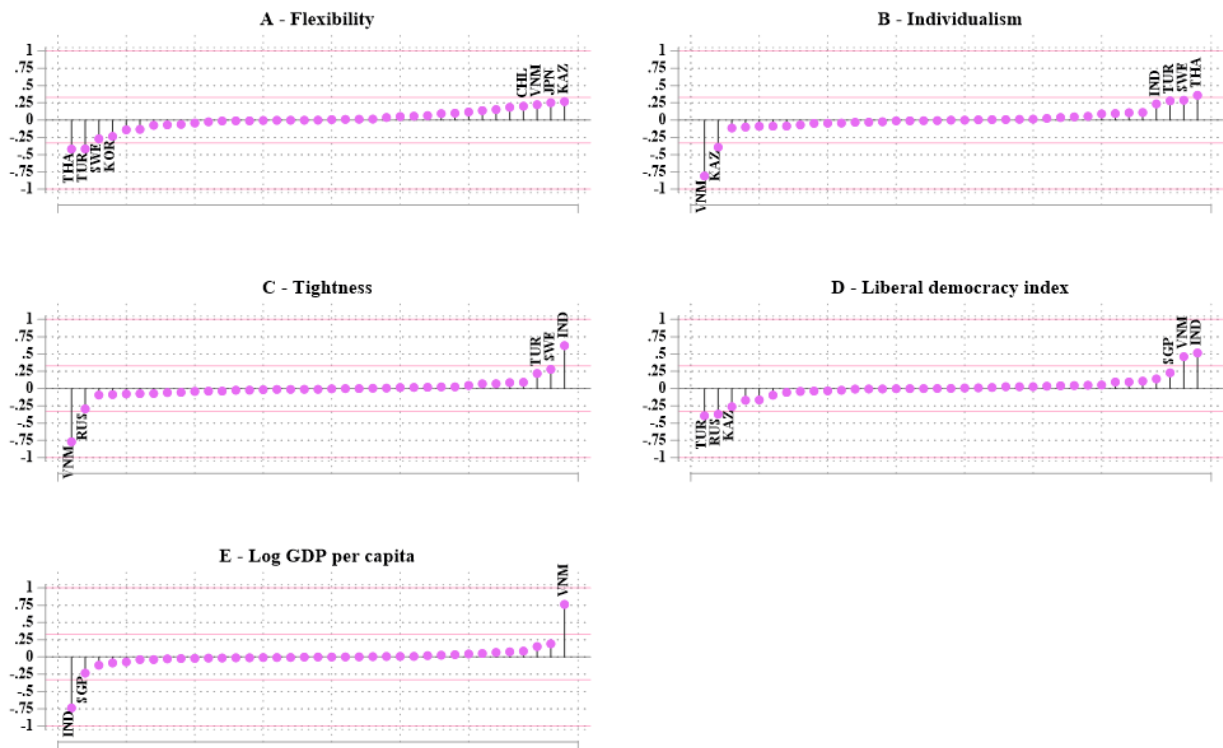 A - Flexibility
1
.75
.5
.25
0
-.25
-.5
-.75
-1
THA
TUR
SWE
KOR
CHL
VNM
JPN
KAZ
B - Individualism
1
.75
.5
.25
0
-.25
-.5
-.75
-1
VNM
KAZ
IND
TUR
SWE
THA
C - Tightness
1
.75
.5
.25
0
-.25
-.5
-.75
-1
VNM
RUS
TUR
SWE
IND
D - Liberal democracy index
1
.75
.5
.25
0
-.25
-.5
-.75
-1
TUR
RUS
KAZ
SGP
VNM
IND
E - Log GDP per capita
1
.75
.5
.25
0
-.25
-.5
-.75
-1
IND
SGP
VNM